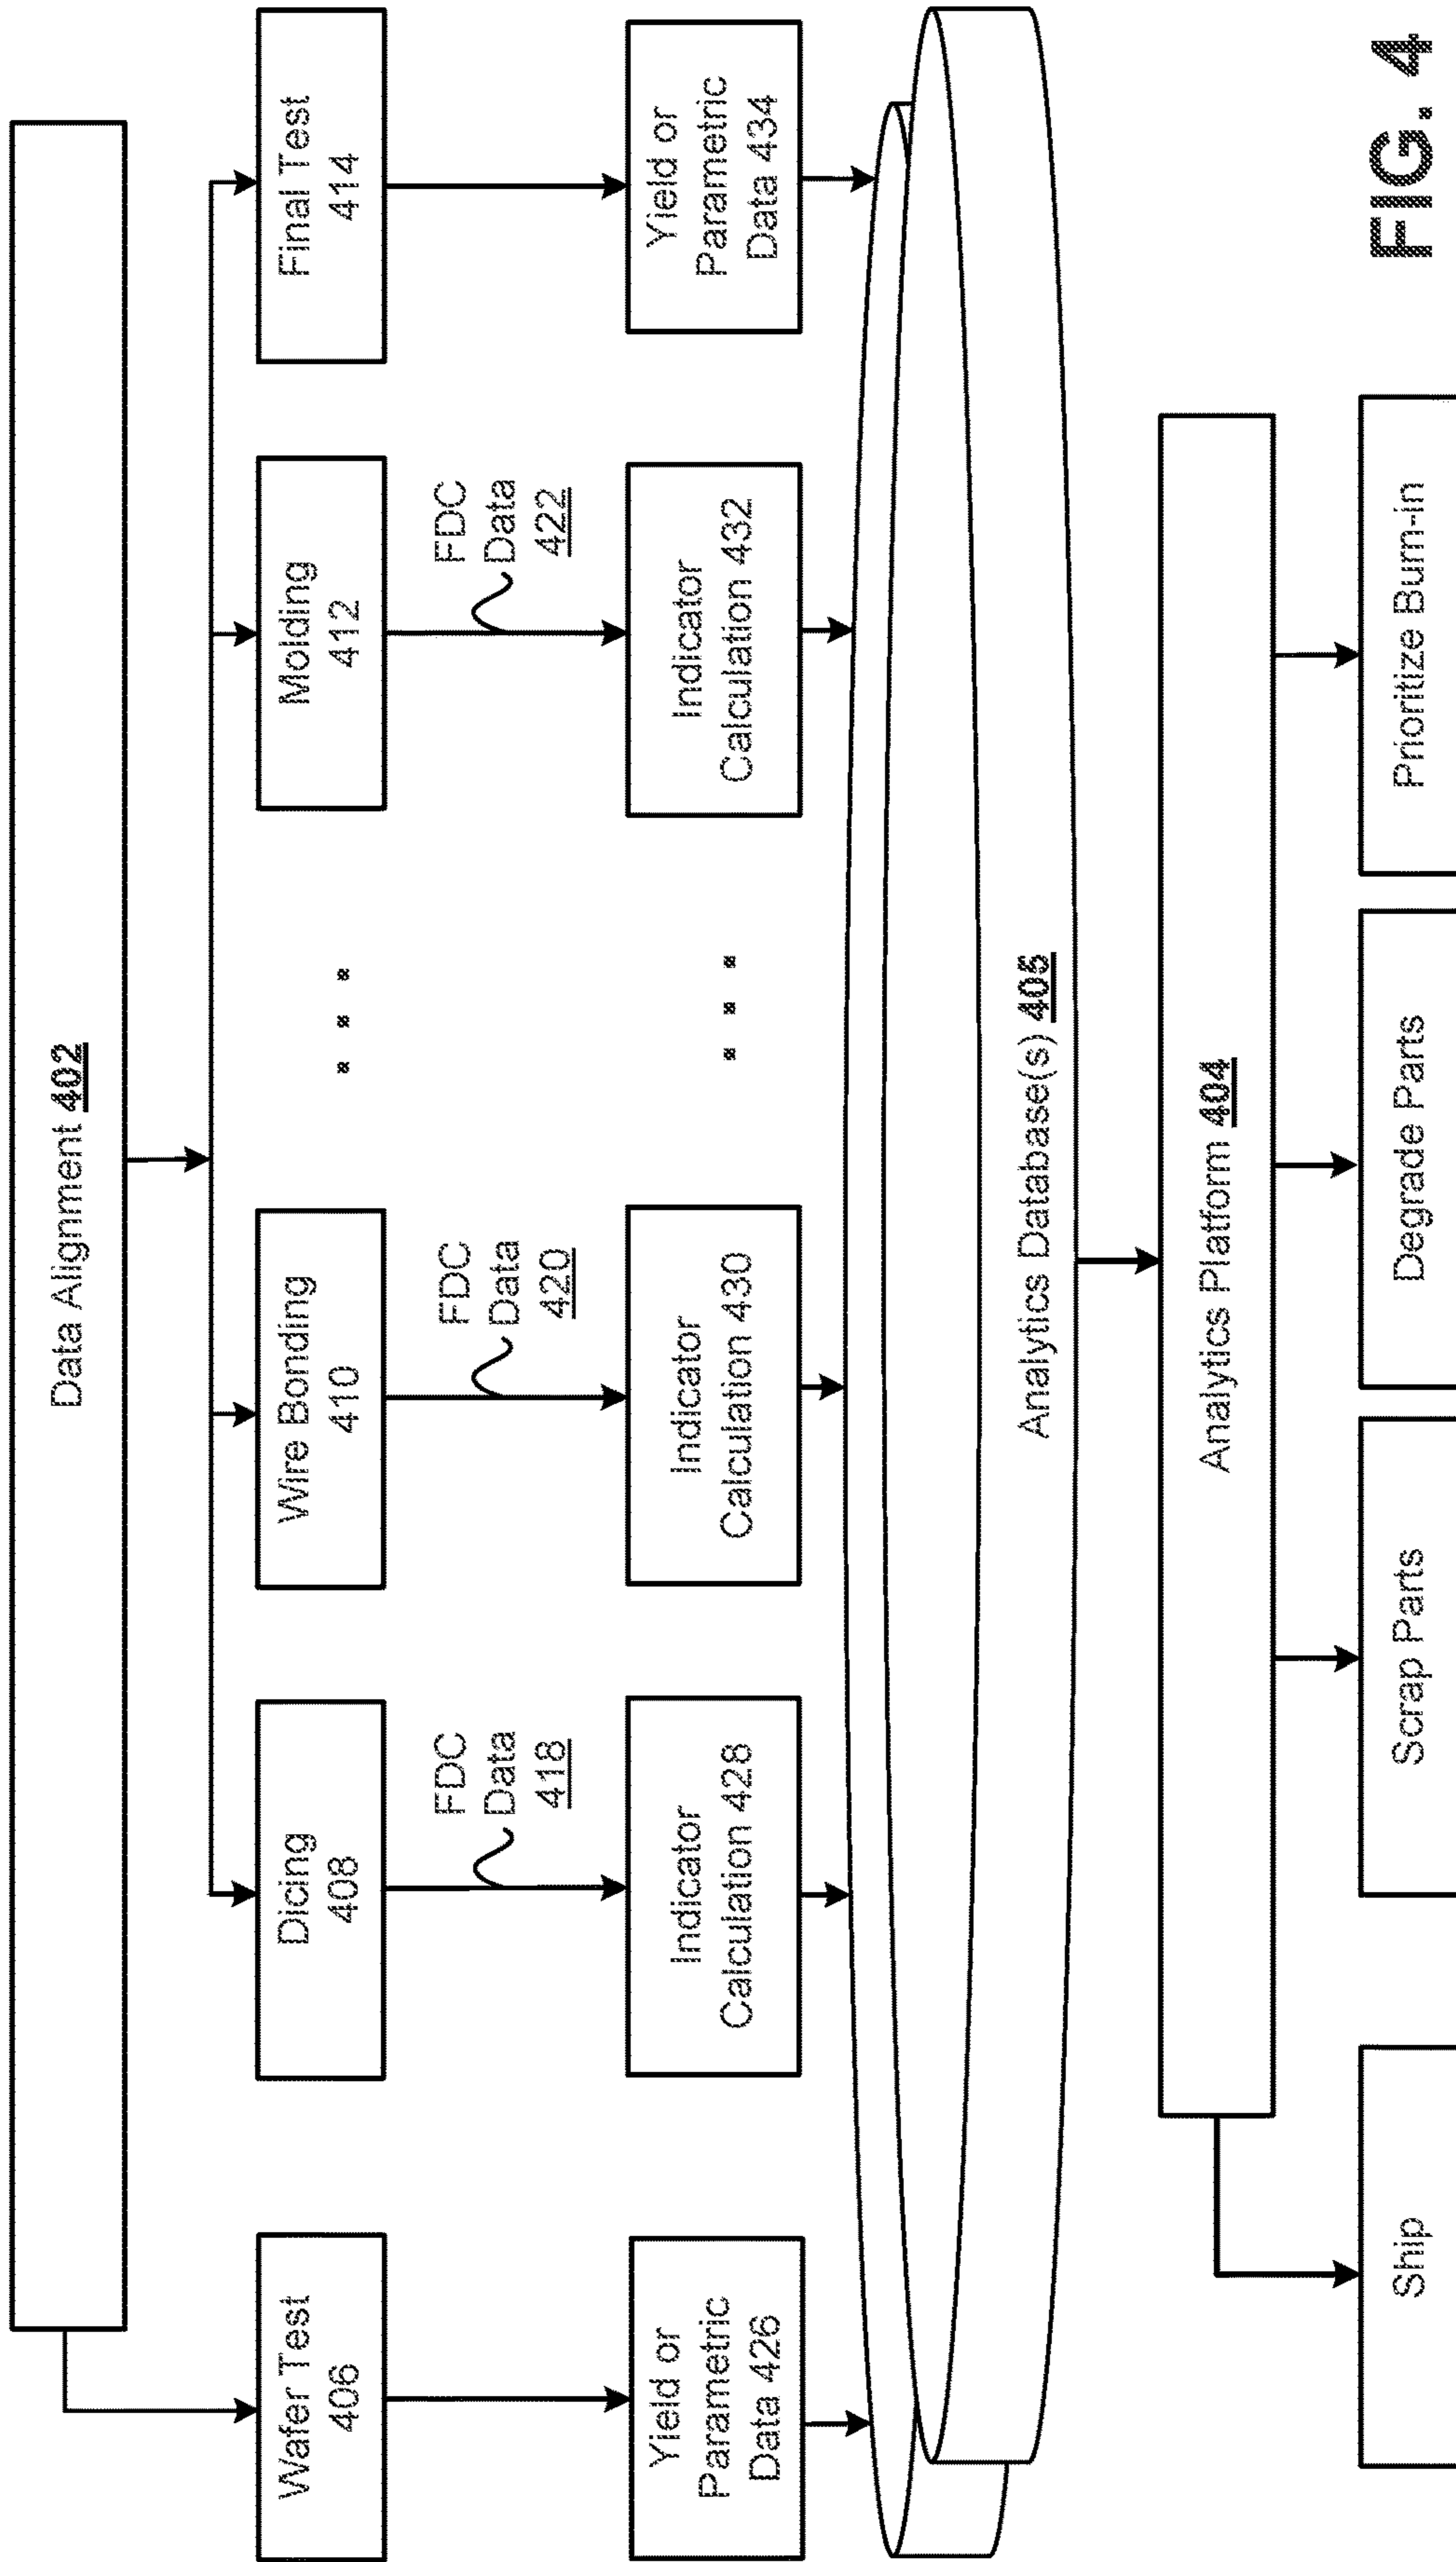 Data Alignment 402
Wafer Test
406
Dicing
408
Wire Bonding
410
Molding
412
Final Test
414
FDC
Data
418
FDC
Data
420
FDC
Data
422
Yield or
Parametric
Data 426
Indicator
Calculation 428
Indicator
Calculation 430
Indicator
Calculation 432
Yield or
Parametric
Data 434
Analytics Database(s) 405
Analytics Platform 404
Ship
Scrap Parts
Degrade Parts
Prioritize Burn-in
FIG. 4